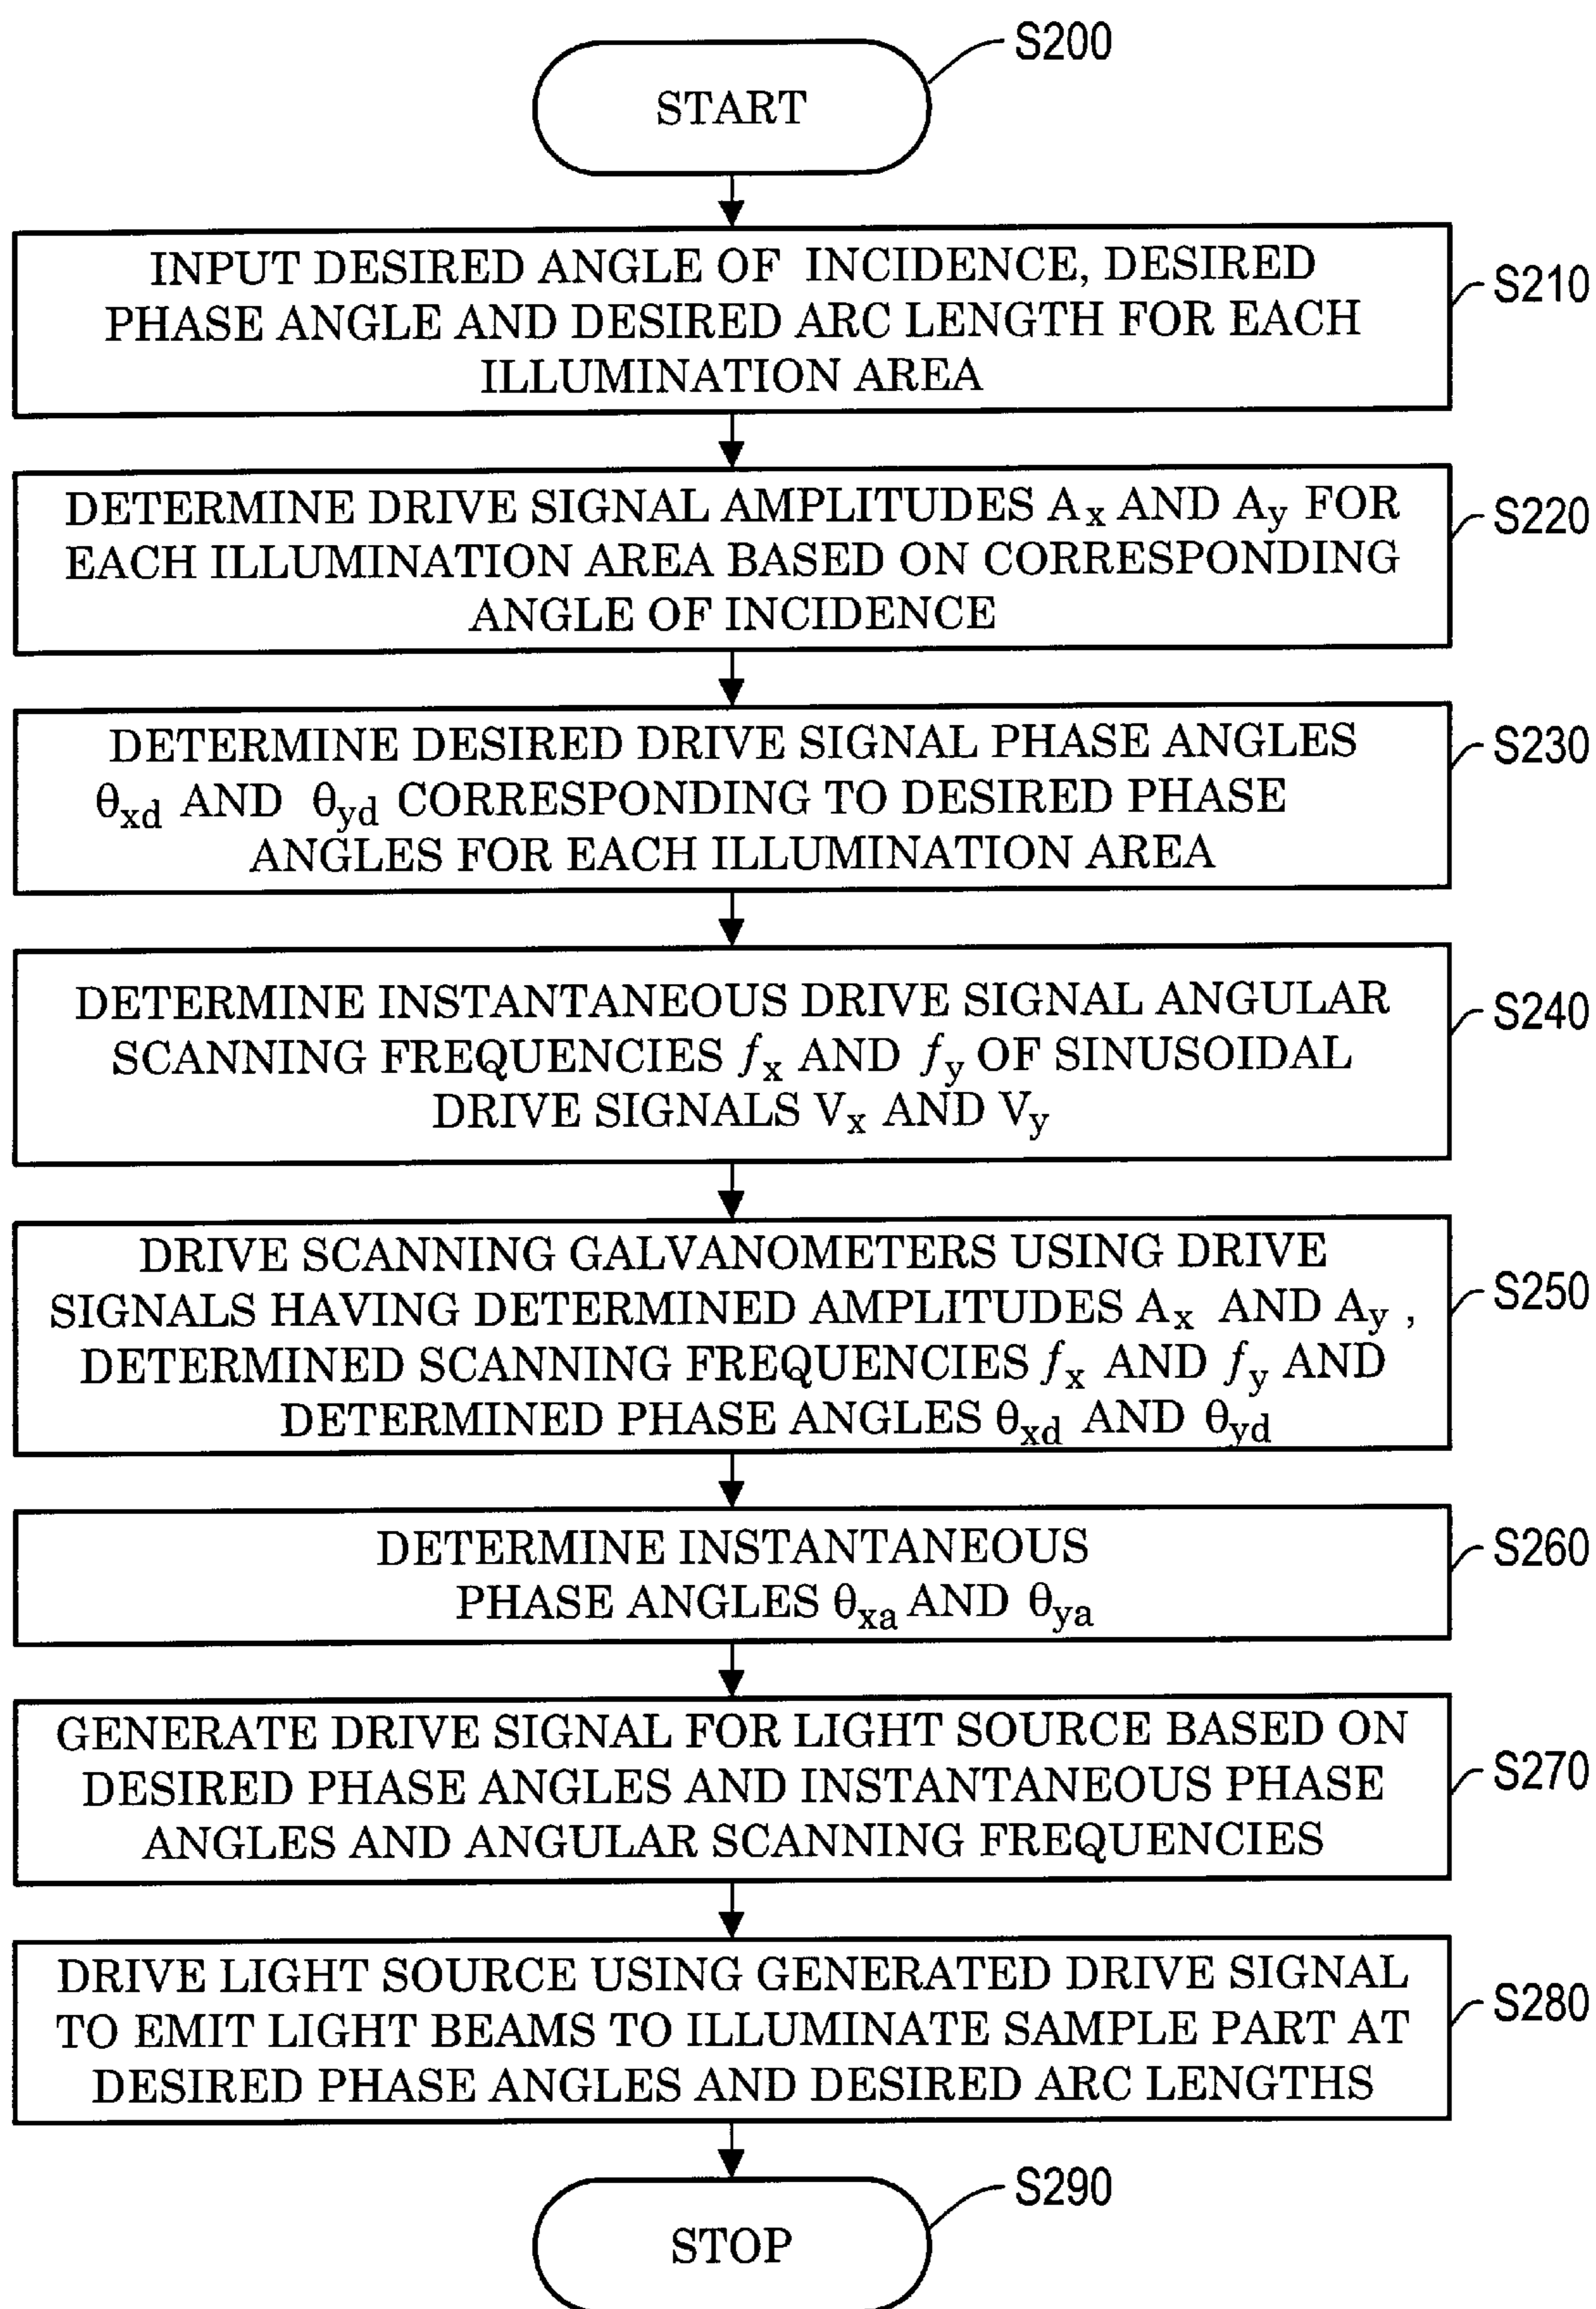 START
S200
INPUT DESIRED ANGLE OF INCIDENCE, DESIRED
PHASE ANGLE AND DESIRED ARC LENGTH FOR EACH
ILLUMINATION AREA
S210
DETERMINE DRIVE SIGNAL AMPLITUDES Ax AND Ay FOR
EACH ILLUMINATION AREA BASED ON CORRESPONDING
ANGLE OF INCIDENCE
S220
DETERMINE DESIRED DRIVE SIGNAL PHASE ANGLES
θxd AND θyd CORRESPONDING TO DESIRED PHASE
ANGLES FOR EACH ILLUMINATION AREA
S230
DETERMINE INSTANTANEOUS DRIVE SIGNAL ANGULAR
SCANNING FREQUENCIES fx AND fy OF SINUSOIDAL
DRIVE SIGNALS Vx AND Vy
S240
DRIVE SCANNING GALVANOMETERS USING DRIVE
SIGNALS HAVING DETERMINED AMPLITUDES Ax AND Ay ,
DETERMINED SCANNING FREQUENCIES fx AND fy AND
DETERMINED PHASE ANGLES θxd AND θyd
S250
DETERMINE INSTANTANEOUS
PHASE ANGLES θxa AND θya
S260
GENERATE DRIVE SIGNAL FOR LIGHT SOURCE BASED ON
DESIRED PHASE ANGLES AND INSTANTANEOUS PHASE
ANGLES AND ANGULAR SCANNING FREQUENCIES
S270
DRIVE LIGHT SOURCE USING GENERATED DRIVE SIGNAL
TO EMIT LIGHT BEAMS TO ILLUMINATE SAMPLE PART AT
DESIRED PHASE ANGLES AND DESIRED ARC LENGTHS
S280
STOP
S290